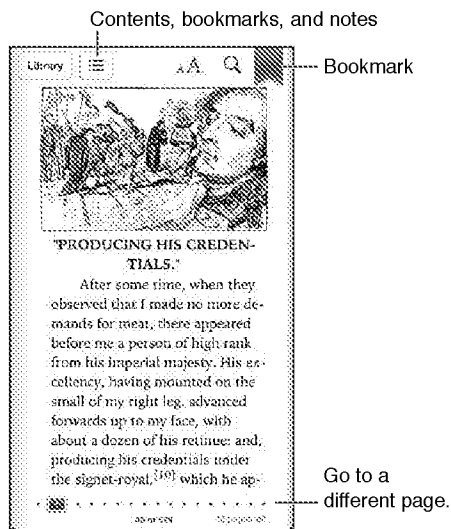 Contents, bookmarks, and notes
Library
AA
Bookmark
"PRODUCING HIS CREDEN-
TIALS."
After some time, when they
observed that I made no more de-
mands for meat, there appeared
before me a person of high rank
from his imperial majesty. His ex-
cellency, having mounted on the
small of my right leg, advanced
forwards up to my face, with
about a dozen of his retinue: and,
producing his credentials under
the signet-royal,[10] which he ap-
Go to a
different page.